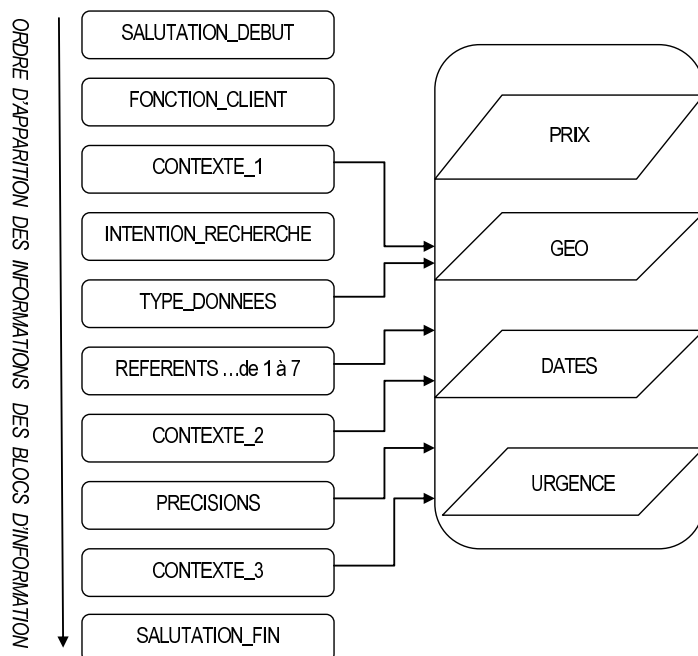 ORDRE D'APPARITION DES INFORMATIONS DES BLOCS D'INFORMATION
SALUTATION_DEBUT
FONCTION_CLIENT
CONTEXTE_1
INTENTION_RECHERCHE
TYPE_DONNEES
REFERENTS ...de 1 à 7
CONTEXTE_2
PRECISIONS
CONTEXTE_3
SALUTATION_FIN
PRIX
GEO
DATES
URGENCE